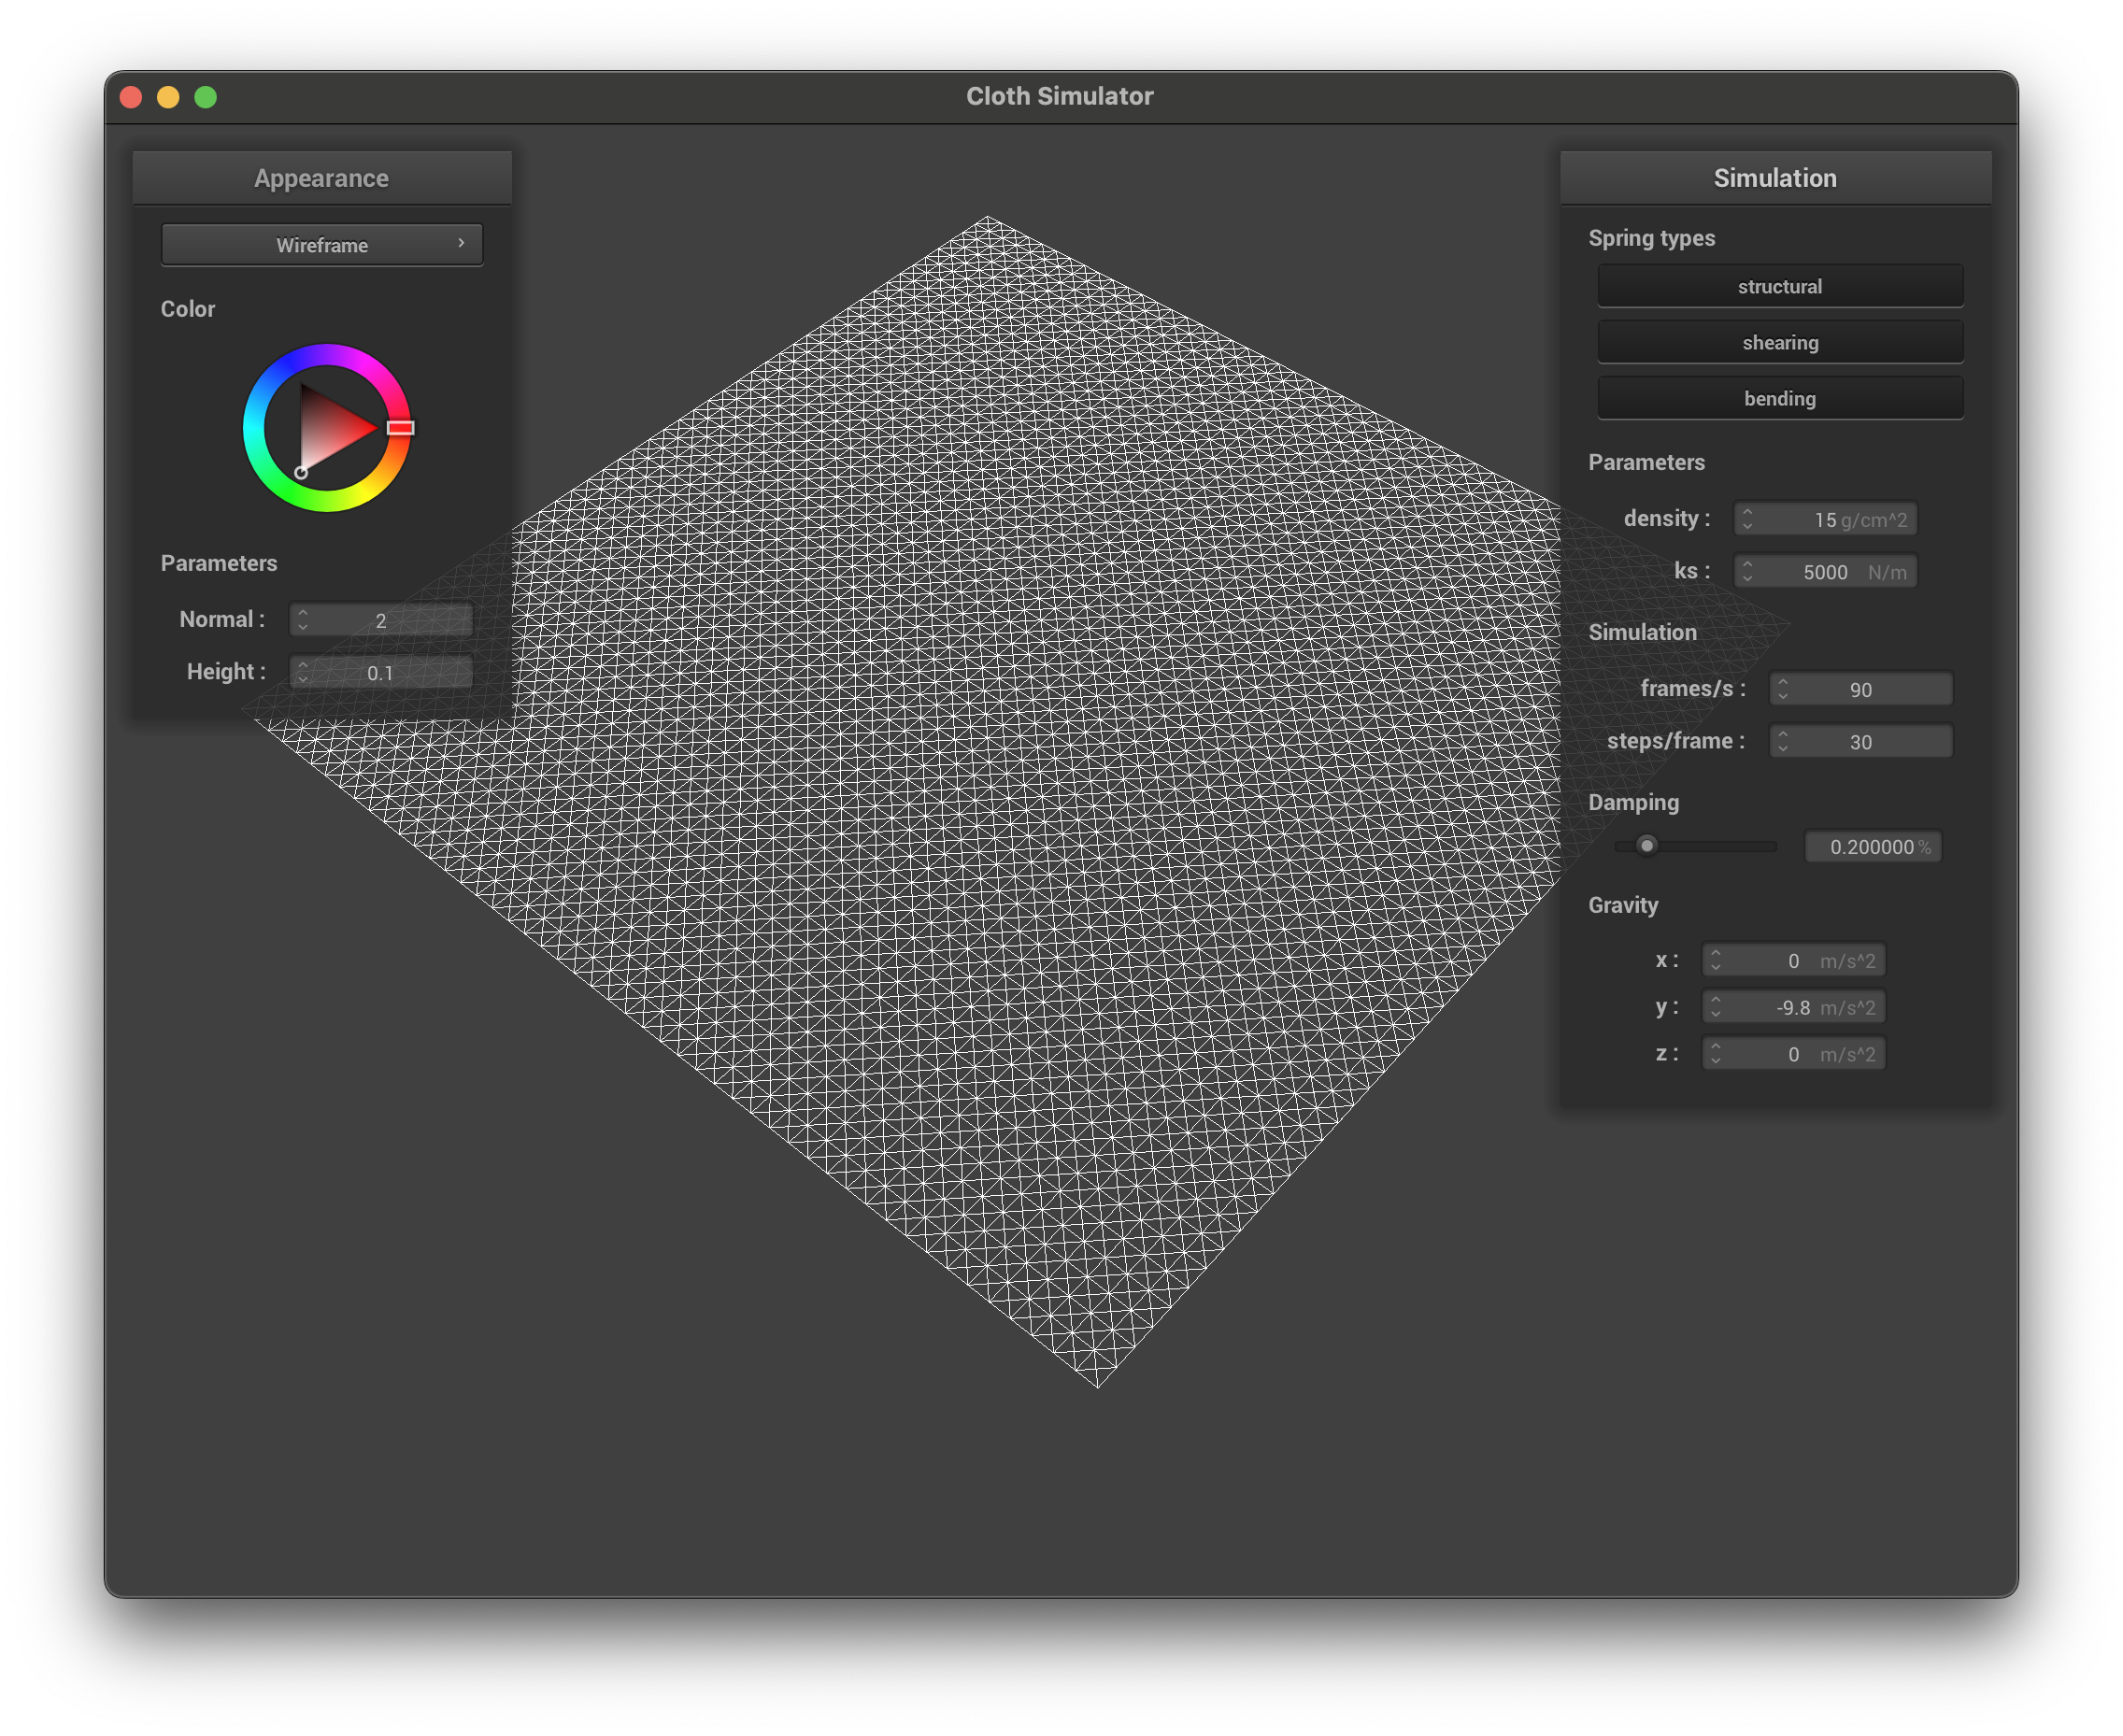 Cloth Simulator
Appearance
Wireframe
Color
Parameters
Normal : 2
Height : 0.1
Simulation
Spring types
structural
shearing
bending
Parameters
density : 15 g/cm^2
ks : 5000 N/m
Simulation
frames/s : 90
steps/frame : 30
Damping
0.200000 %
Gravity
x : 0 m/s^2
y : -9.8 m/s^2
z : 0 m/s^2